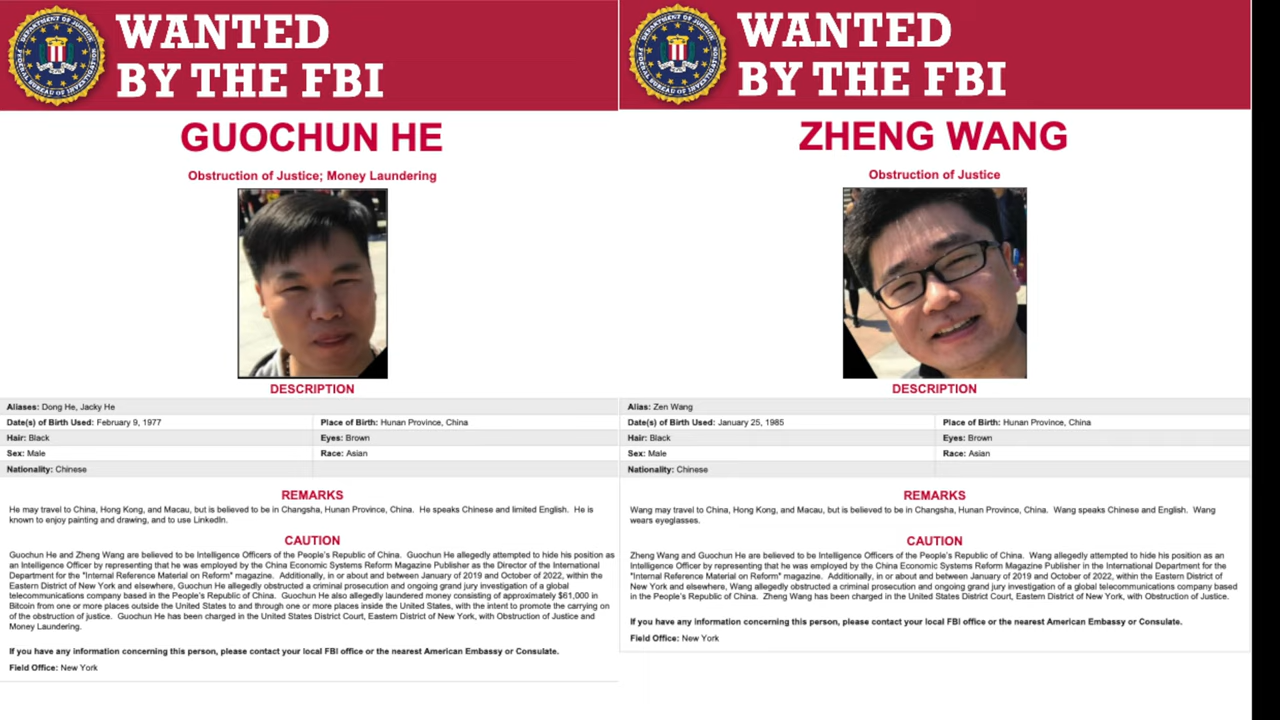 WANTED
BY THE FBI
GUOCHUN HE
Obstruction of Justice; Money Laundering
DESCRIPTION
Aliases: Dong He, Jacky He
Date(s) of Birth Used: February 9, 1977
Place of Birth: Hunan Province, China
Hair: Black
Eyes: Brown
Sex: Male
Race: Asian
Nationality: Chinese
REMARKS
He may travel to China, Hong Kong, and Macau, but is believed to be in Changsha, Hunan Province, China. He speaks Chinese and limited English. He is
known to enjoy painting and drawing, and to use LinkedIn.
CAUTION
Guochun He and Zheng Wang are believed to be Intelligence Officers of the People's Republic of China. Guochun He allegedly attempted to hide his position as
an Intelligence Officer by representing that he was employed by the China Economic Systems Reform Magazine Publisher as the Director of the International
Department for the "Internal Reference Material on Reform" magazine. Additionally, in or about and between January of 2019 and October of 2022, within the
Eastern District of New York and elsewhere, Guochun He allegedly obstructed a criminal prosecution and ongoing grand jury investigation of a global
telecommunications company based in the People's Republic of China. Guochun He also allegedly laundered money consisting of approximately $61,000 in
Bitcoin from one or more places outside the United States to and through one or more places inside the United States, with the intent to promote the carrying on
of the obstruction of justice. Guochun He has been charged in the United States District Court, Eastern District of New York, with Obstruction of Justice and
Money Laundering.
If you have any information concerning this person, please contact your local FBI office or the nearest American Embassy or Consulate.
Field Office: New York
WANTED
BY THE FBI
ZHENG WANG
Obstruction of Justice
DESCRIPTION
Alias: Zen Wang
Date(s) of Birth Used: January 25, 1985
Place of Birth: Hunan Province, China
Hair: Black
Eyes: Brown
Sex: Male
Race: Asian
Nationality: Chinese
REMARKS
Wang may travel to China, Hong Kong, and Macau, but is believed to be in Changsha, Hunan Province, China. Wang speaks Chinese and English. Wang
wears eyeglasses.
CAUTION
Zheng Wang and Guochun He are believed to be Intelligence Officers of the People's Republic of China. Wang allegedly attempted to hide his position as an
Intelligence Officer by representing that he was employed by the China Economic Systems Reform Magazine Publisher in the International Department for the
"Internal Reference Material on Reform" magazine. Additionally, in or about and between January of 2019 and October of 2022, within the Eastern District of
New York and elsewhere, Wang allegedly obstructed a criminal prosecution and ongoing grand jury investigation of a global telecommunications company based
in the People's Republic of China. Zheng Wang has been charged in the United States District Court, Eastern District of New York, with Obstruction of Justice.
If you have any information concerning this person, please contact your local FBI office or the nearest American Embassy or Consulate.
Field Office: New York